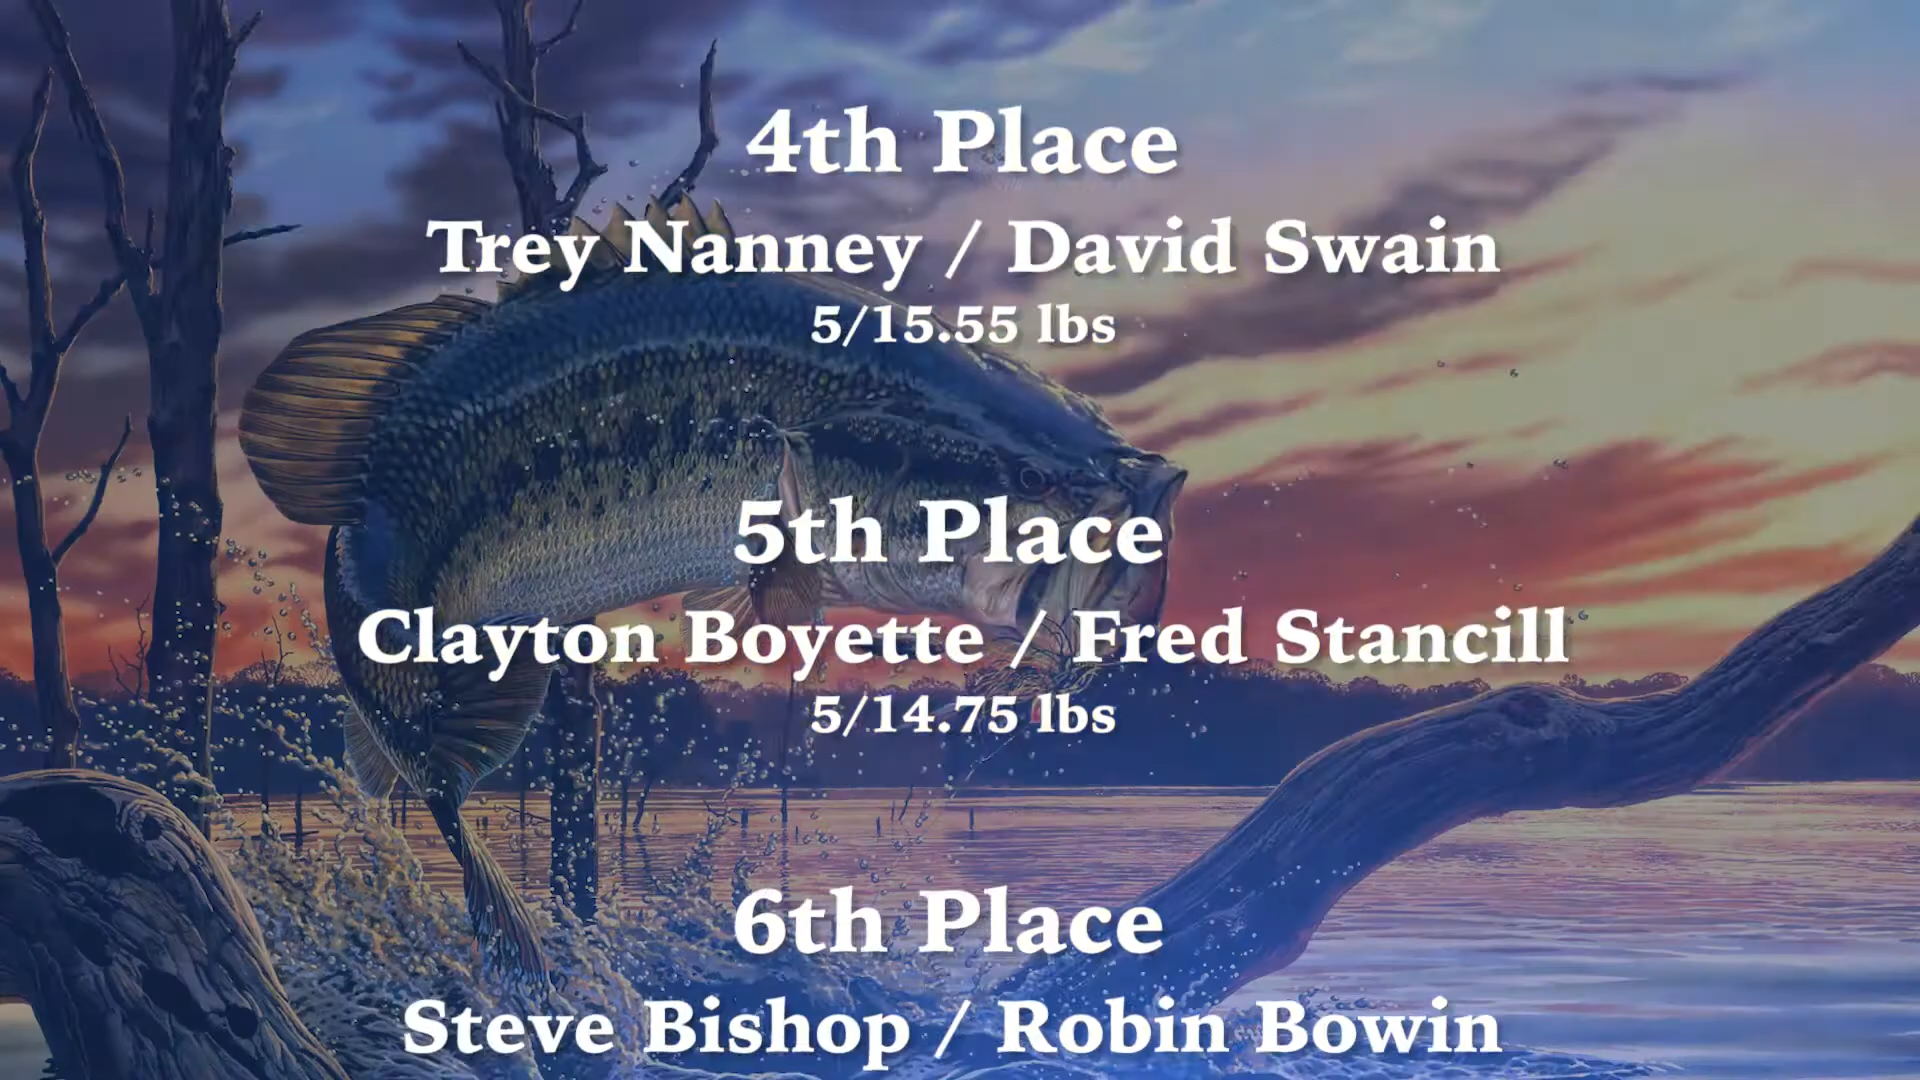 4th Place
Trey Nanney / David Swain
5/15.55 lbs
5th Place
Clayton Boyette / Fred Stancill
5/14.75 lbs
6th Place
Steve Bishop / Robin Bowin